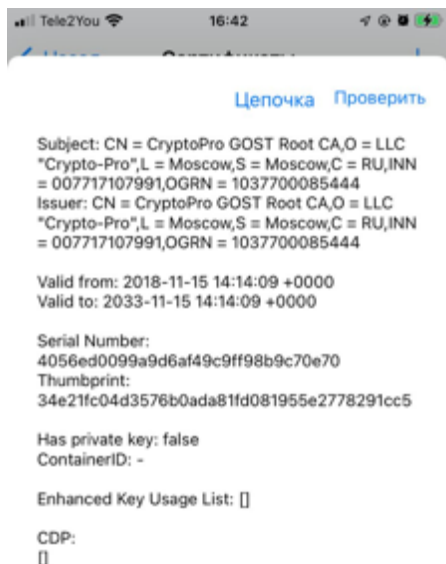 Tele2You 16:42
Назад Сертификаты
Цепочка Проверить
Subject: CN = CryptoPro GOST Root CA,O = LLC
"Crypto-Pro",L = Moscow,S = Moscow,C = RU,INN
= 007717107991,OGRN = 1037700085444
Issuer: CN = CryptoPro GOST Root CA,O = LLC
"Crypto-Pro",L = Moscow,S = Moscow,C = RU,INN
= 007717107991,OGRN = 1037700085444
Valid from: 2018-11-15 14:14:09 +0000
Valid to: 2033-11-15 14:14:09 +0000
Serial Number:
4056ed0099a9d6af49c9ff98b9c70e70
Thumbprint:
34e21fc04d3576b0ada81fd081955e2778291cc5
Has private key: false
ContainerID: -
Enhanced Key Usage List: []
CDP:
[]